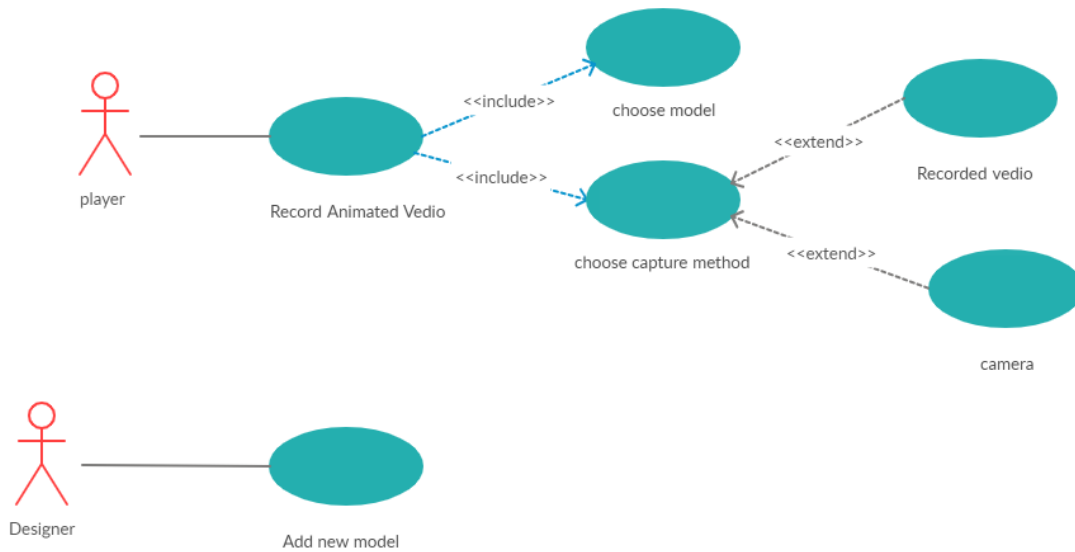 choose model
<<include>>
<<extend>>
player
Recorded vedio
<<include>>
Record Animated Vedio
choose capture method
<<extend>>
camera
Designer
Add new model